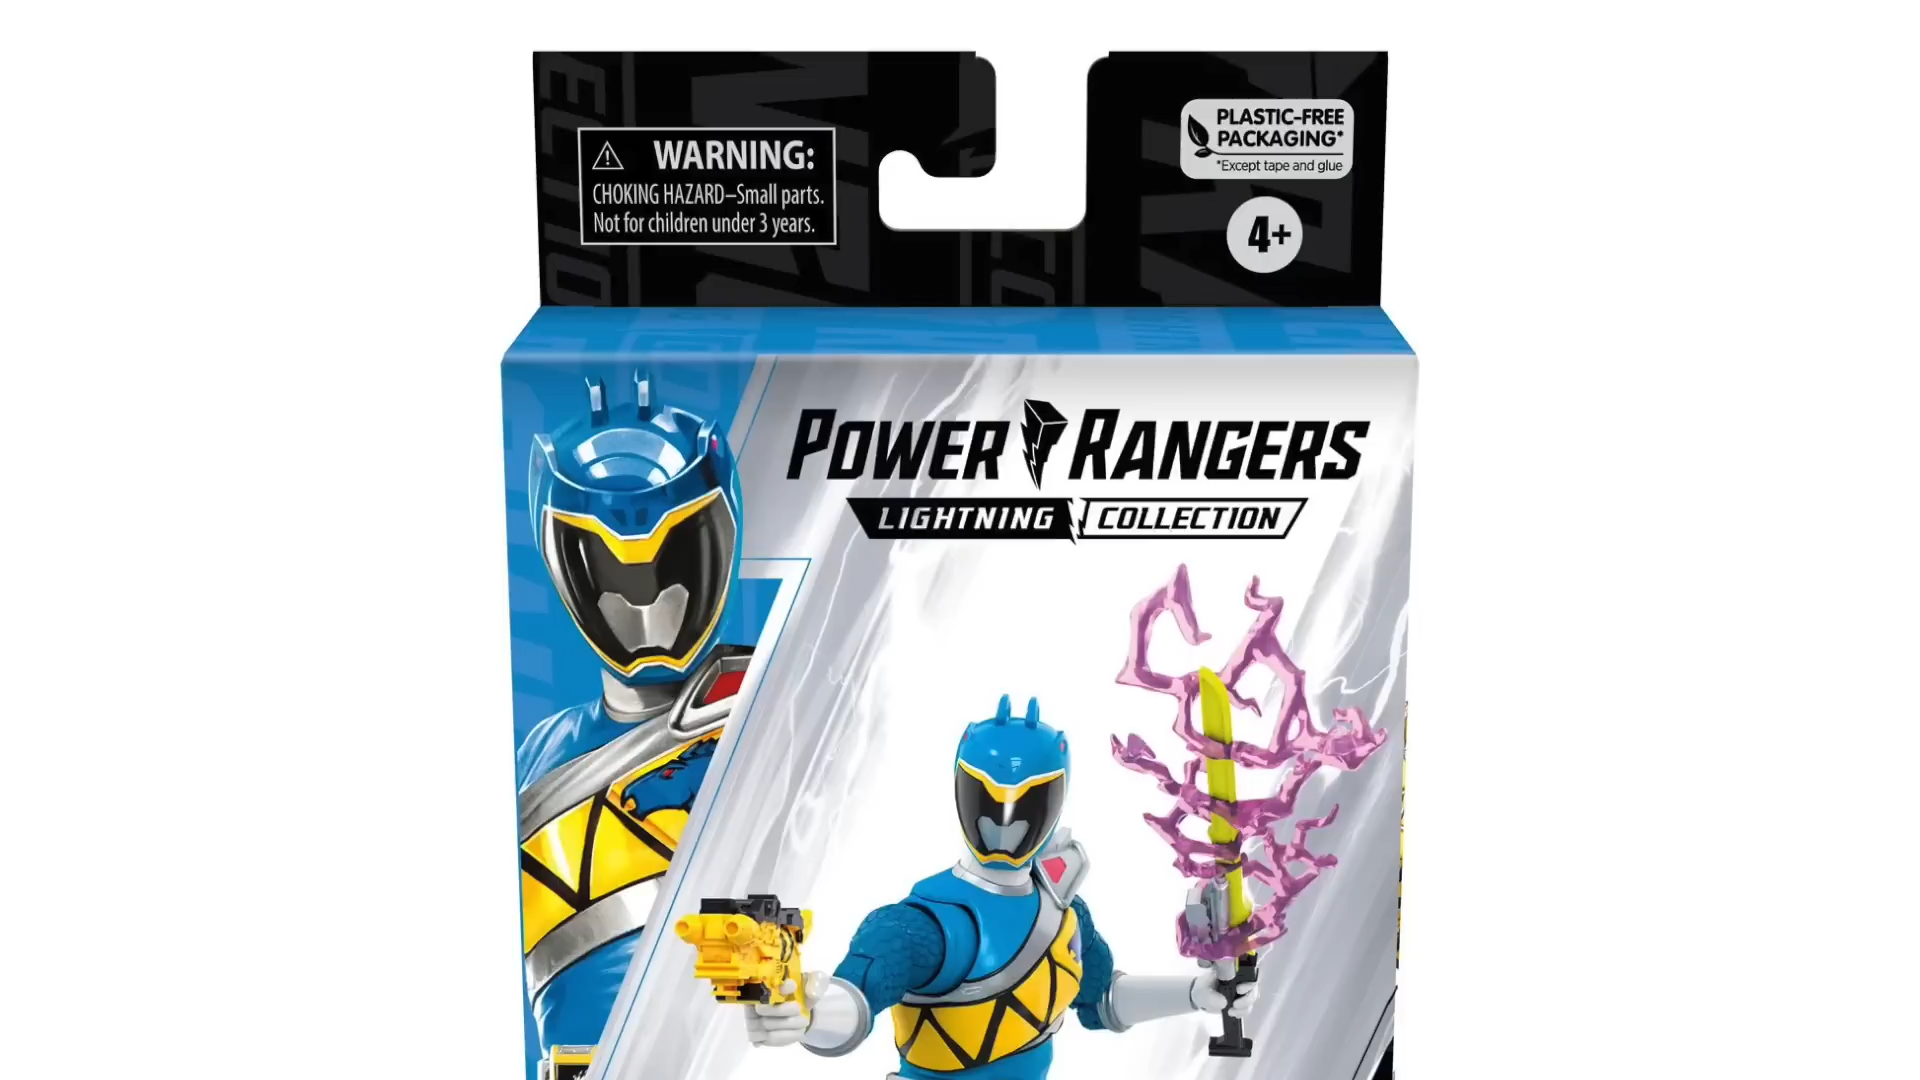 WARNING:
CHOKING HAZARD–Small parts.
Not for children under 3 years.
PLASTIC-FREE
PACKAGING*
*Except tape and glue
4+
POWER RANGERS
LIGHTNING COLLECTION